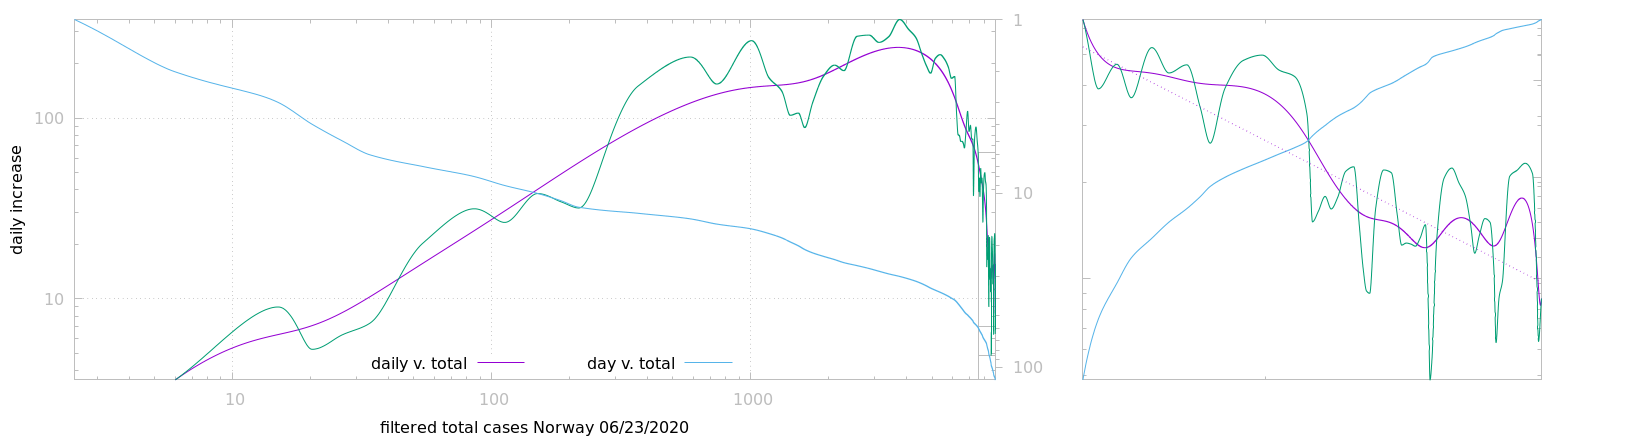 1
100
daily increase
10
10
daily v. total
day v. total
100
10
100
1000
filtered total cases Norway 06/23/2020